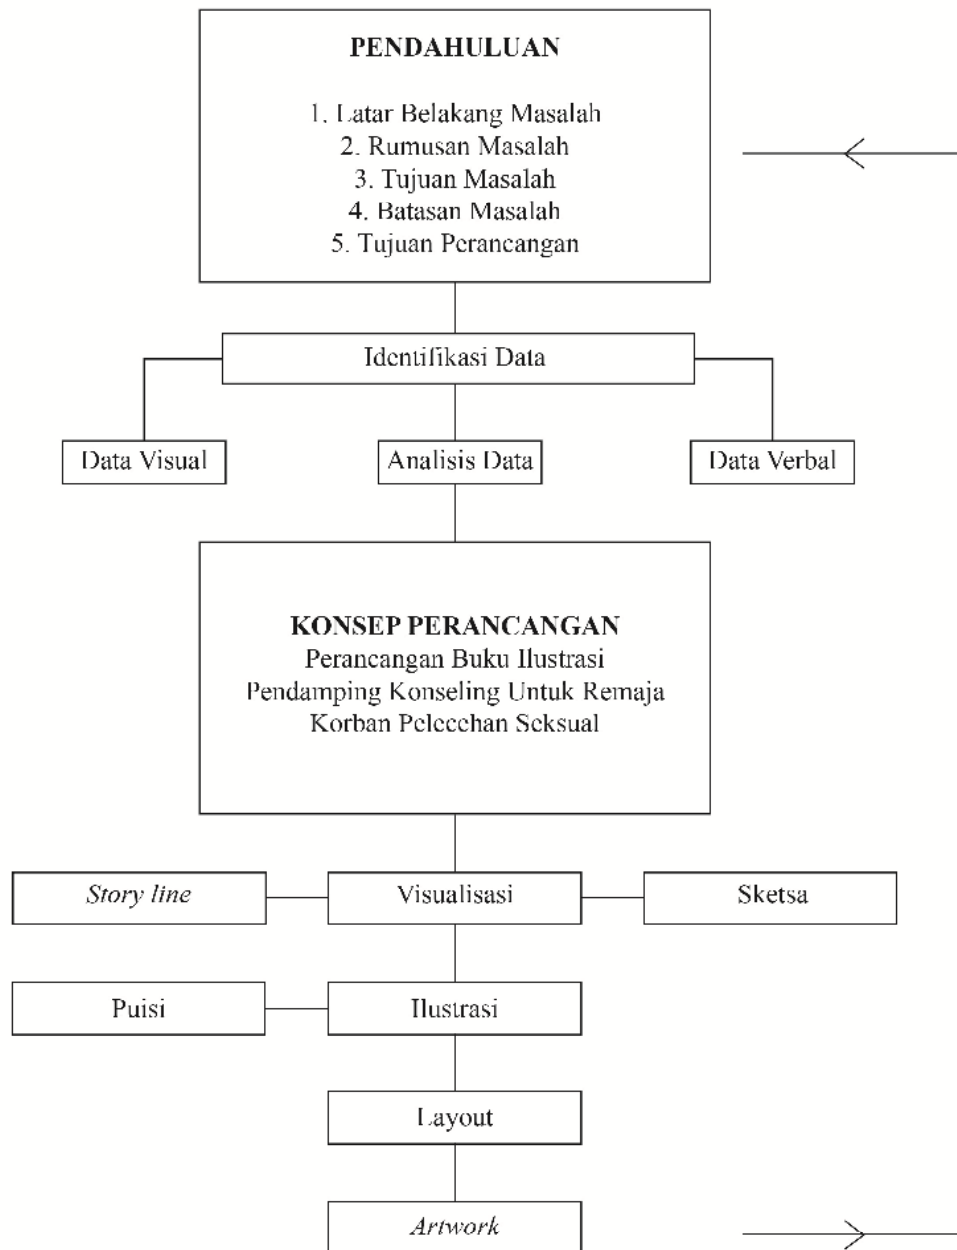 PENDAHULUAN
1. Latar Belakang Masalah
2. Rumusan Masalah
3. Tujuan Masalah
4. Batasan Masalah
5. Tujuan Perancangan
Identifikasi Data
Data Visual
Analisis Data
Data Verbal
KONSEP PERANCANGAN
Perancangan Buku Ilustrasi
Pendamping Konseling Untuk Remaja
Korban Pelecehan Seksual
Story line
Visualisasi
Sketsa
Puisi
Ilustrasi
Layout
Artwork